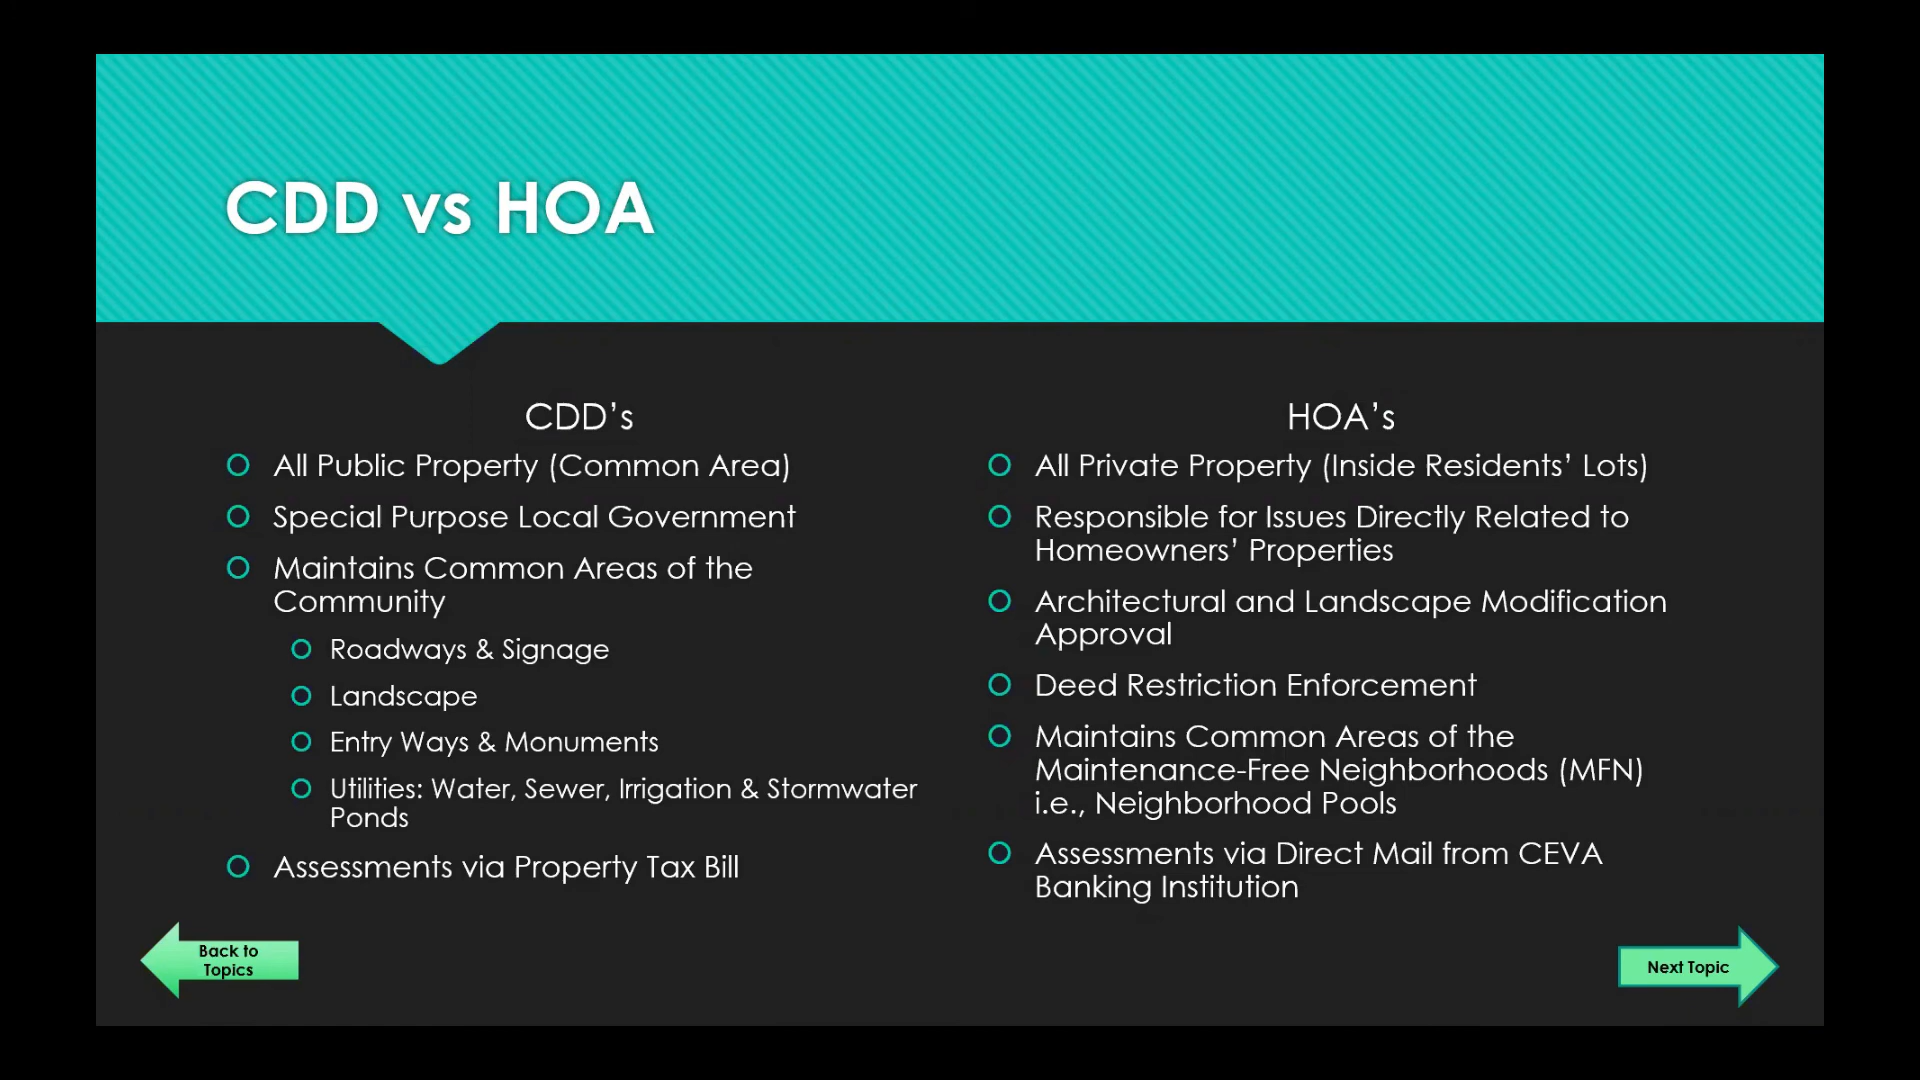 CDD vs HOA
CDD’s
All Public Property (Common Area)
Special Purpose Local Government
Maintains Common Areas of the
Community
Roadways & Signage
Landscape
Entry Ways & Monuments
Utilities: Water, Sewer, Irrigation & Stormwater
Ponds
Assessments via Property Tax Bill
HOA’s
All Private Property (Inside Residents’ Lots)
Responsible for Issues Directly Related to
Homeowners’ Properties
Architectural and Landscape Modification
Approval
Deed Restriction Enforcement
Maintains Common Areas of the
Maintenance-Free Neighborhoods (MFN)
i.e., Neighborhood Pools
Assessments via Direct Mail from CEVA
Banking Institution
Back to
Topics
Next Topic